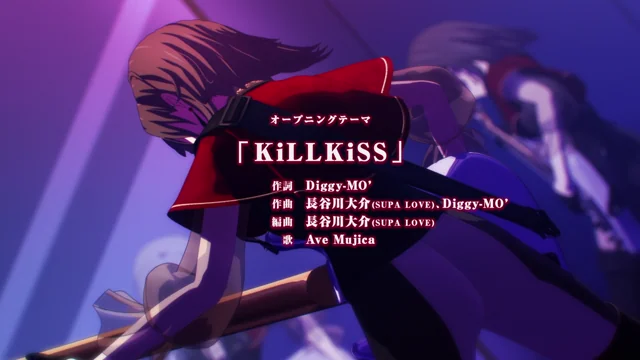 オープニングテーマ
「KiLLKiSS」
作詞 Diggy-MO'
作曲 長谷川大介(SUPA LOVE)、Diggy-MO'
編曲 長谷川大介(SUPA LOVE)
歌 Ave Mujica